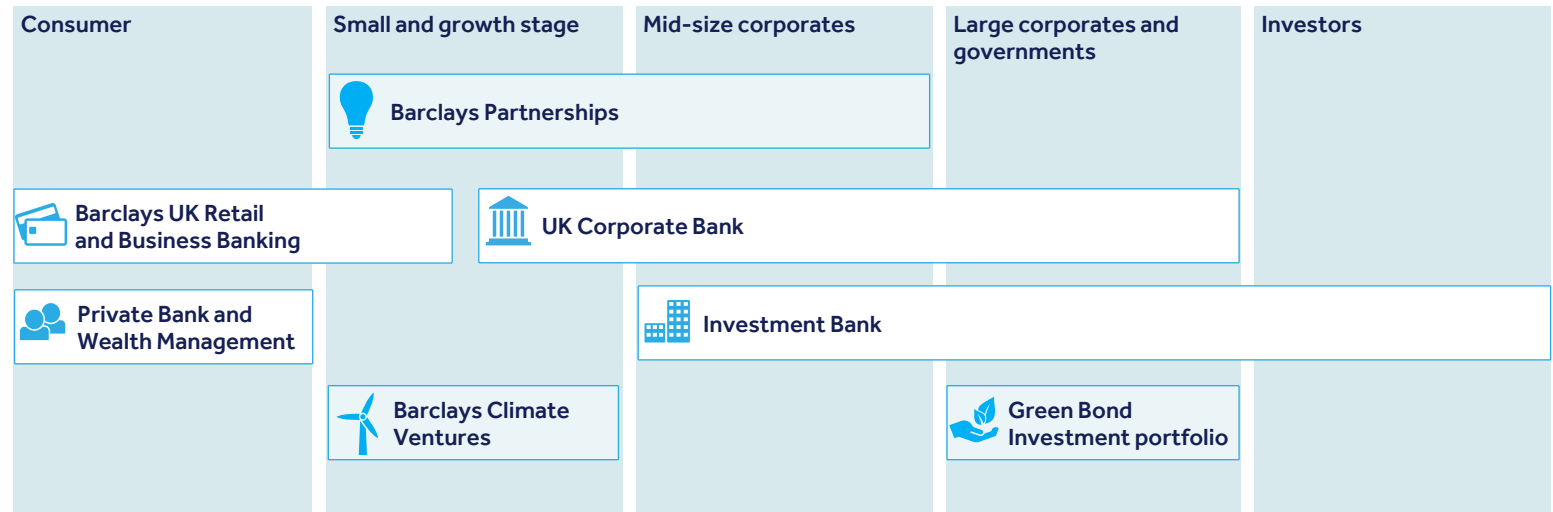 Consumer
Small and growth stage
Mid-size corporates
Large corporates and
governments
Investors
Barclays Partnerships
Barclays UK Retail
and Business Banking
UK Corporate Bank
Private Bank and
Wealth Management
Investment Bank
Barclays Climate
Ventures
Green Bond
Investment portfolio